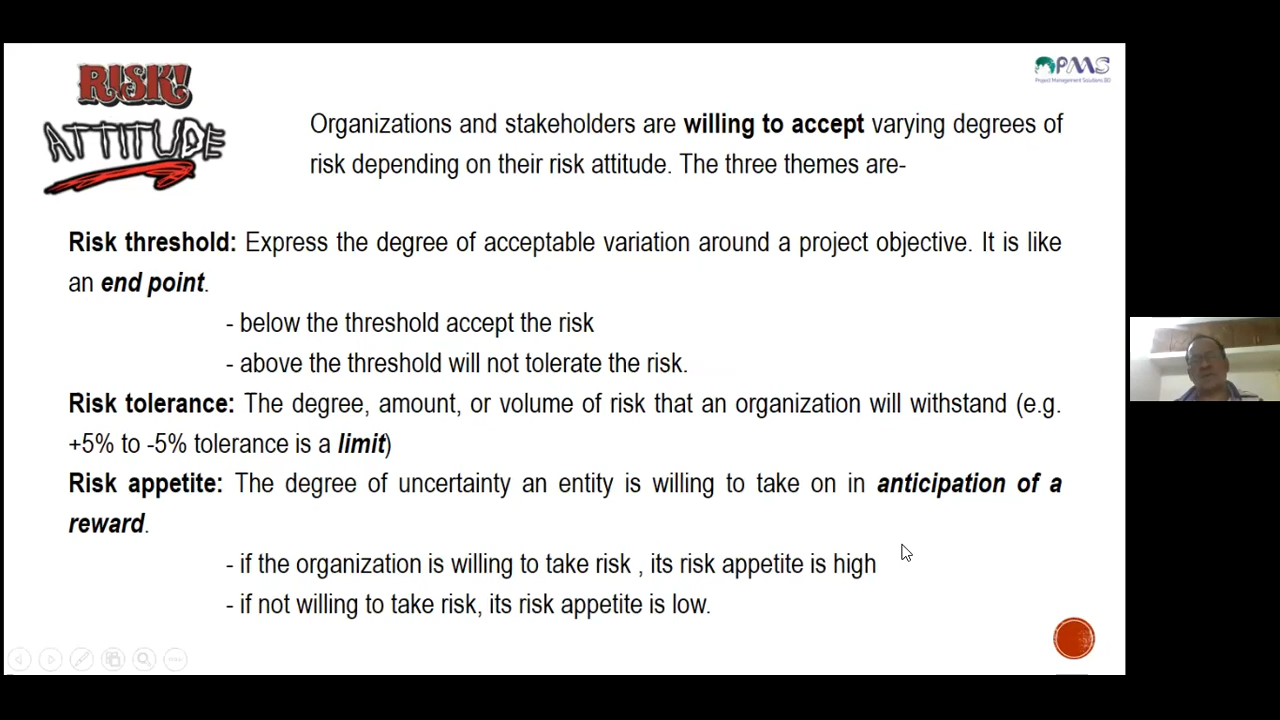 RISK!
ATTITUDE
PMS
Project Management Solutions BD
Organizations and stakeholders are willing to accept varying degrees of
risk depending on their risk attitude. The three themes are-
Risk threshold: Express the degree of acceptable variation around a project objective. It is like
an end point.
- below the threshold accept the risk
- above the threshold will not tolerate the risk.
Risk tolerance: The degree, amount, or volume of risk that an organization will withstand (e.g.
+5% to -5% tolerance is a limit)
Risk appetite: The degree of uncertainty an entity is willing to take on in anticipation of a
reward.
- if the organization is willing to take risk , its risk appetite is high
- if not willing to take risk, its risk appetite is low.